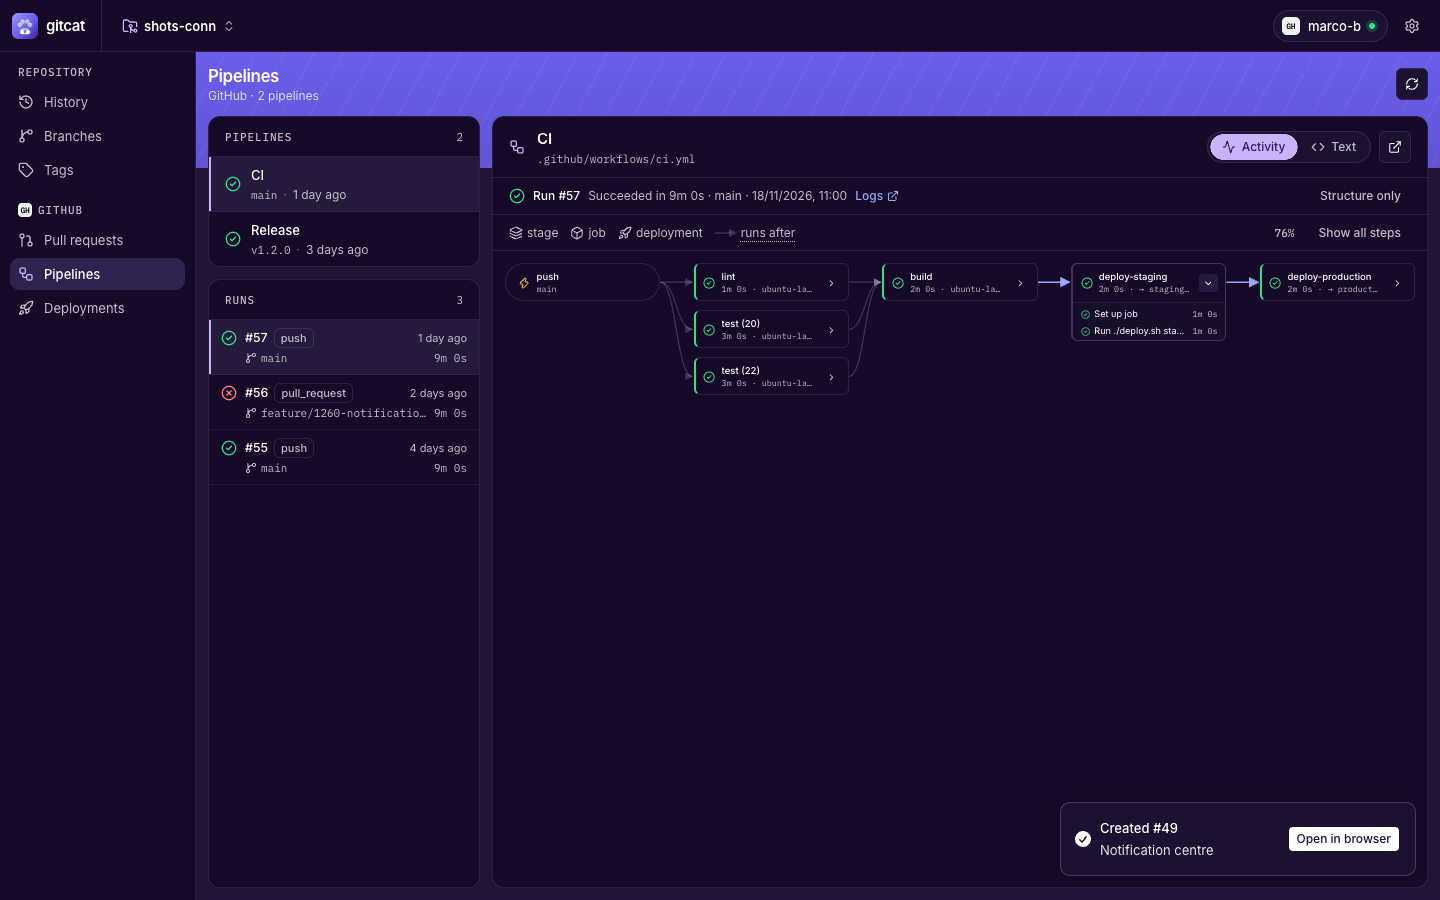 gitcat
shots-conn
GH marco-b
REPOSITORY
History
Branches
Tags
GH GITHUB
Pull requests
Pipelines
Deployments
Pipelines
GitHub · 2 pipelines
PIPELINES 2
CI
main · 1 day ago
Release
v1.2.0 · 3 days ago
RUNS 3
#57 push 1 day ago
main 9m 0s
#56 pull_request 2 days ago
feature/1260-notificatio… 9m 0s
#55 push 4 days ago
main 9m 0s
CI
.github/workflows/ci.yml
Activity Text
Run #57 Succeeded in 9m 0s · main · 18/11/2026, 11:00 Logs Structure only
stage job deployment runs after 76% Show all steps
push
main
lint
1m 0s · ubuntu-la…
test (20)
3m 0s · ubuntu-la…
test (22)
3m 0s · ubuntu-la…
build
2m 0s · ubuntu-la…
deploy-staging
2m 0s · → staging…
Set up job 1m 0s
Run ./deploy.sh sta… 1m 0s
deploy-production
2m 0s · → product…
Created #49
Notification centre
Open in browser